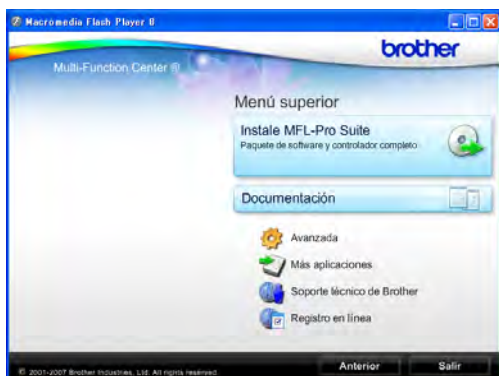 Macromedia Flash Player 8
brother
Multi-Function Center ®
Menú superior
Instale MFL-Pro Suite
Paquete de software y controlador completo
Documentación
Avanzada
Más aplicaciones
Soporte técnico de Brother
Registro en línea
© 2001-2007 Brother Industries, Ltd. All rights reserved.
Anterior
Salir